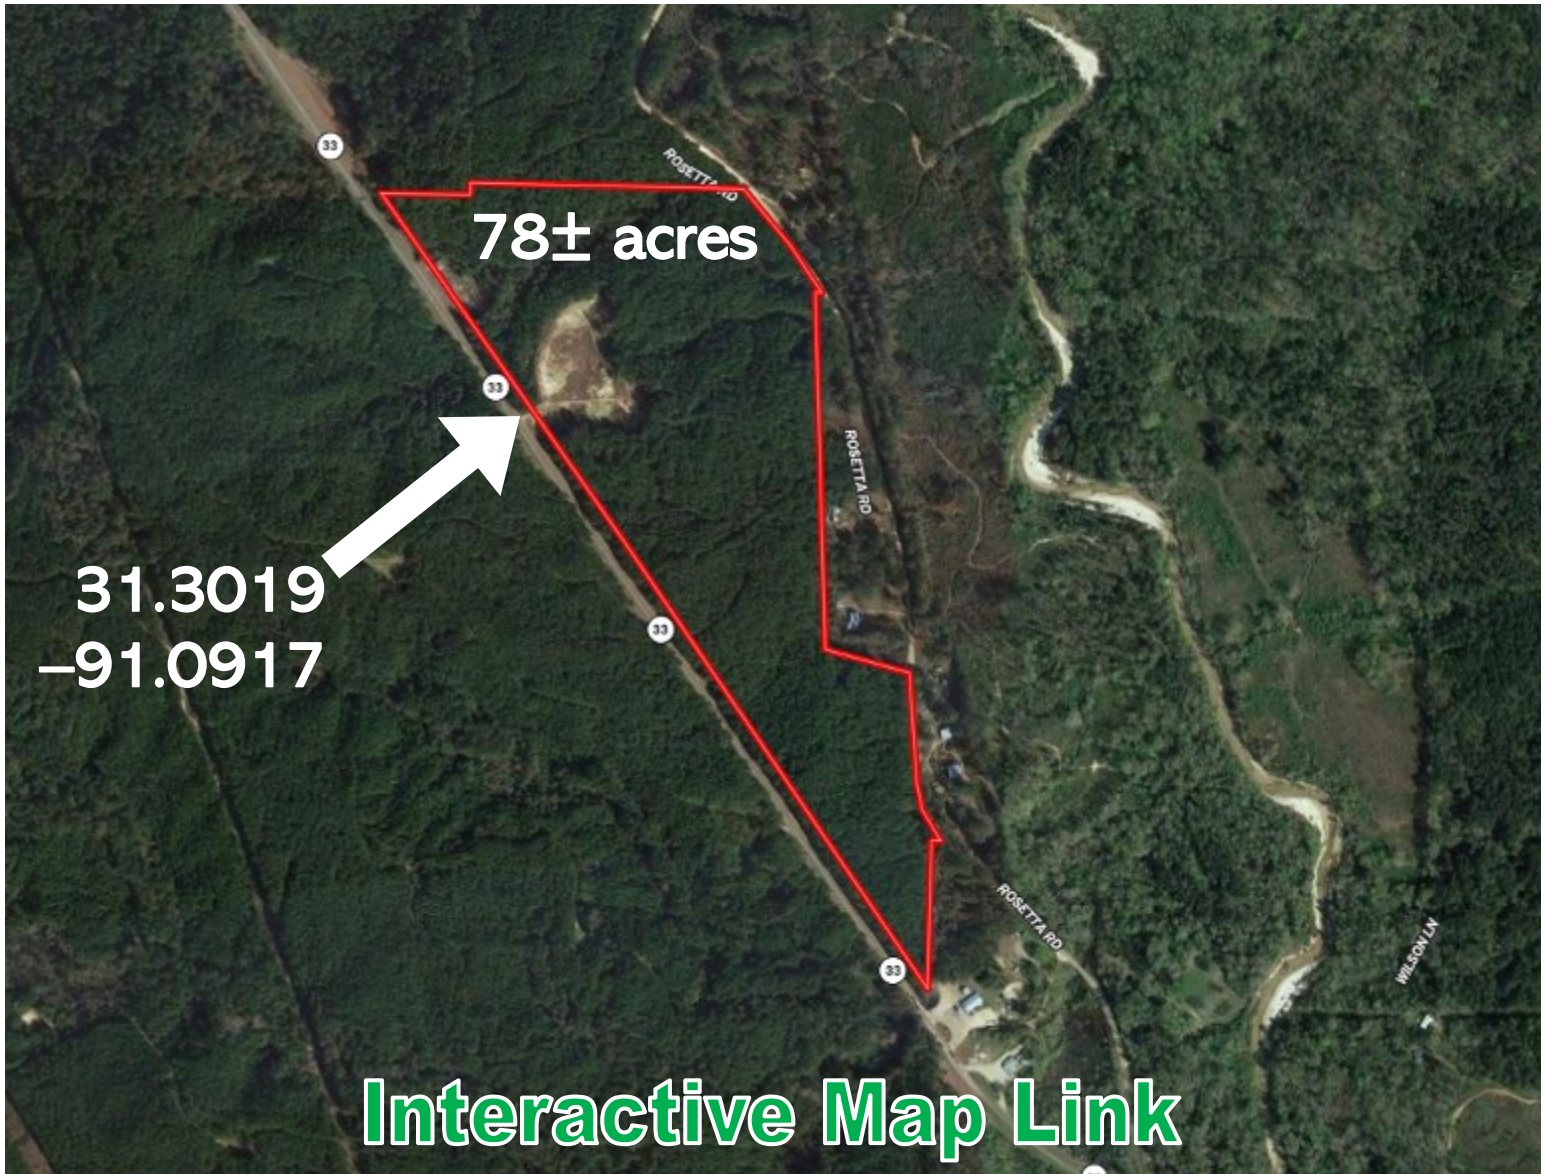 33
ROSETTA RD
78± acres
33
ROSETTA RD
31.3019
–91.0917
33
ROSETTA RD
WILSON LN
33
Interactive Map Link